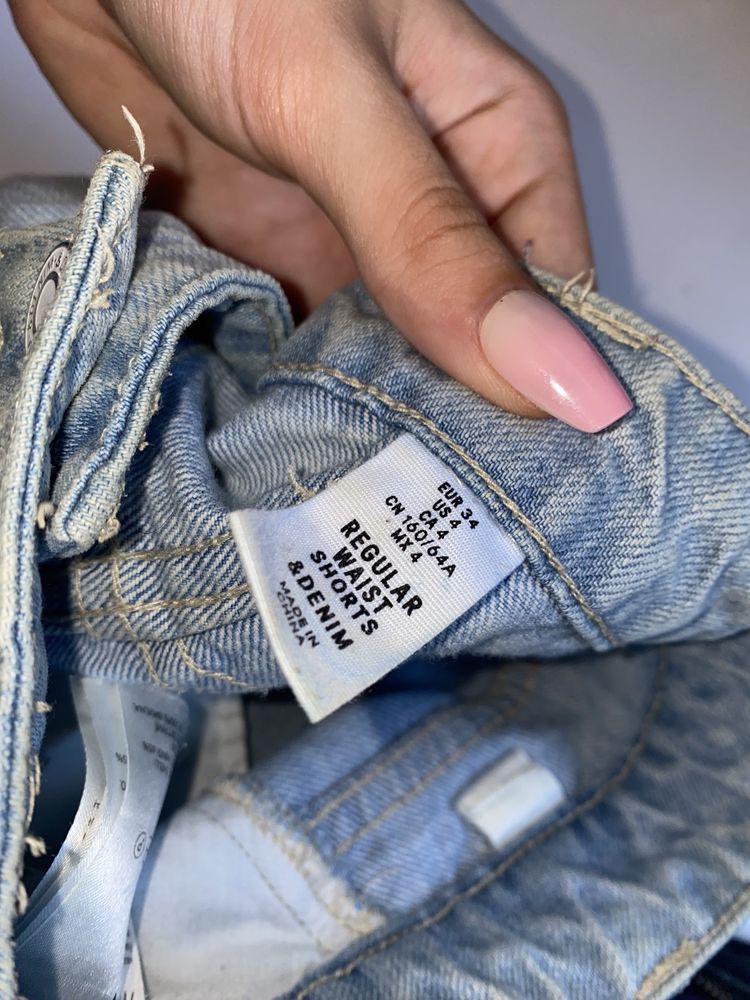 EUR 34
US 4
CA 4
CN 160/64A
MX 4
REGULAR
WAIST
SHORTS
&DENIM
MADE IN
CHINA